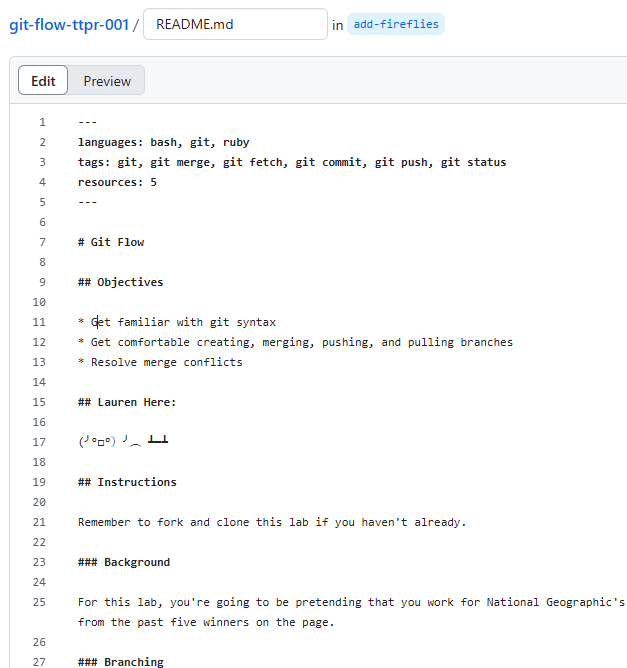 git-flow-ttpr-001 / README.md in add-fireflies
Edit Preview
1 ---
2 languages: bash, git, ruby
3 tags: git, git merge, git fetch, git commit, git push, git status
4 resources: 5
5 ---
6
7 # Git Flow
8
9 ## Objectives
10
11 * Get familiar with git syntax
12 * Get comfortable creating, merging, pushing, and pulling branches
13 * Resolve merge conflicts
14
15 ## Lauren Here:
16
17 (╯°□°）╯︵ ┻━┻
18
19 ## Instructions
20
21 Remember to fork and clone this lab if you haven't already.
22
23 ### Background
24
25 For this lab, you're going to be pretending that you work for National Geographic's
from the past five winners on the page.
26
27 ### Branching